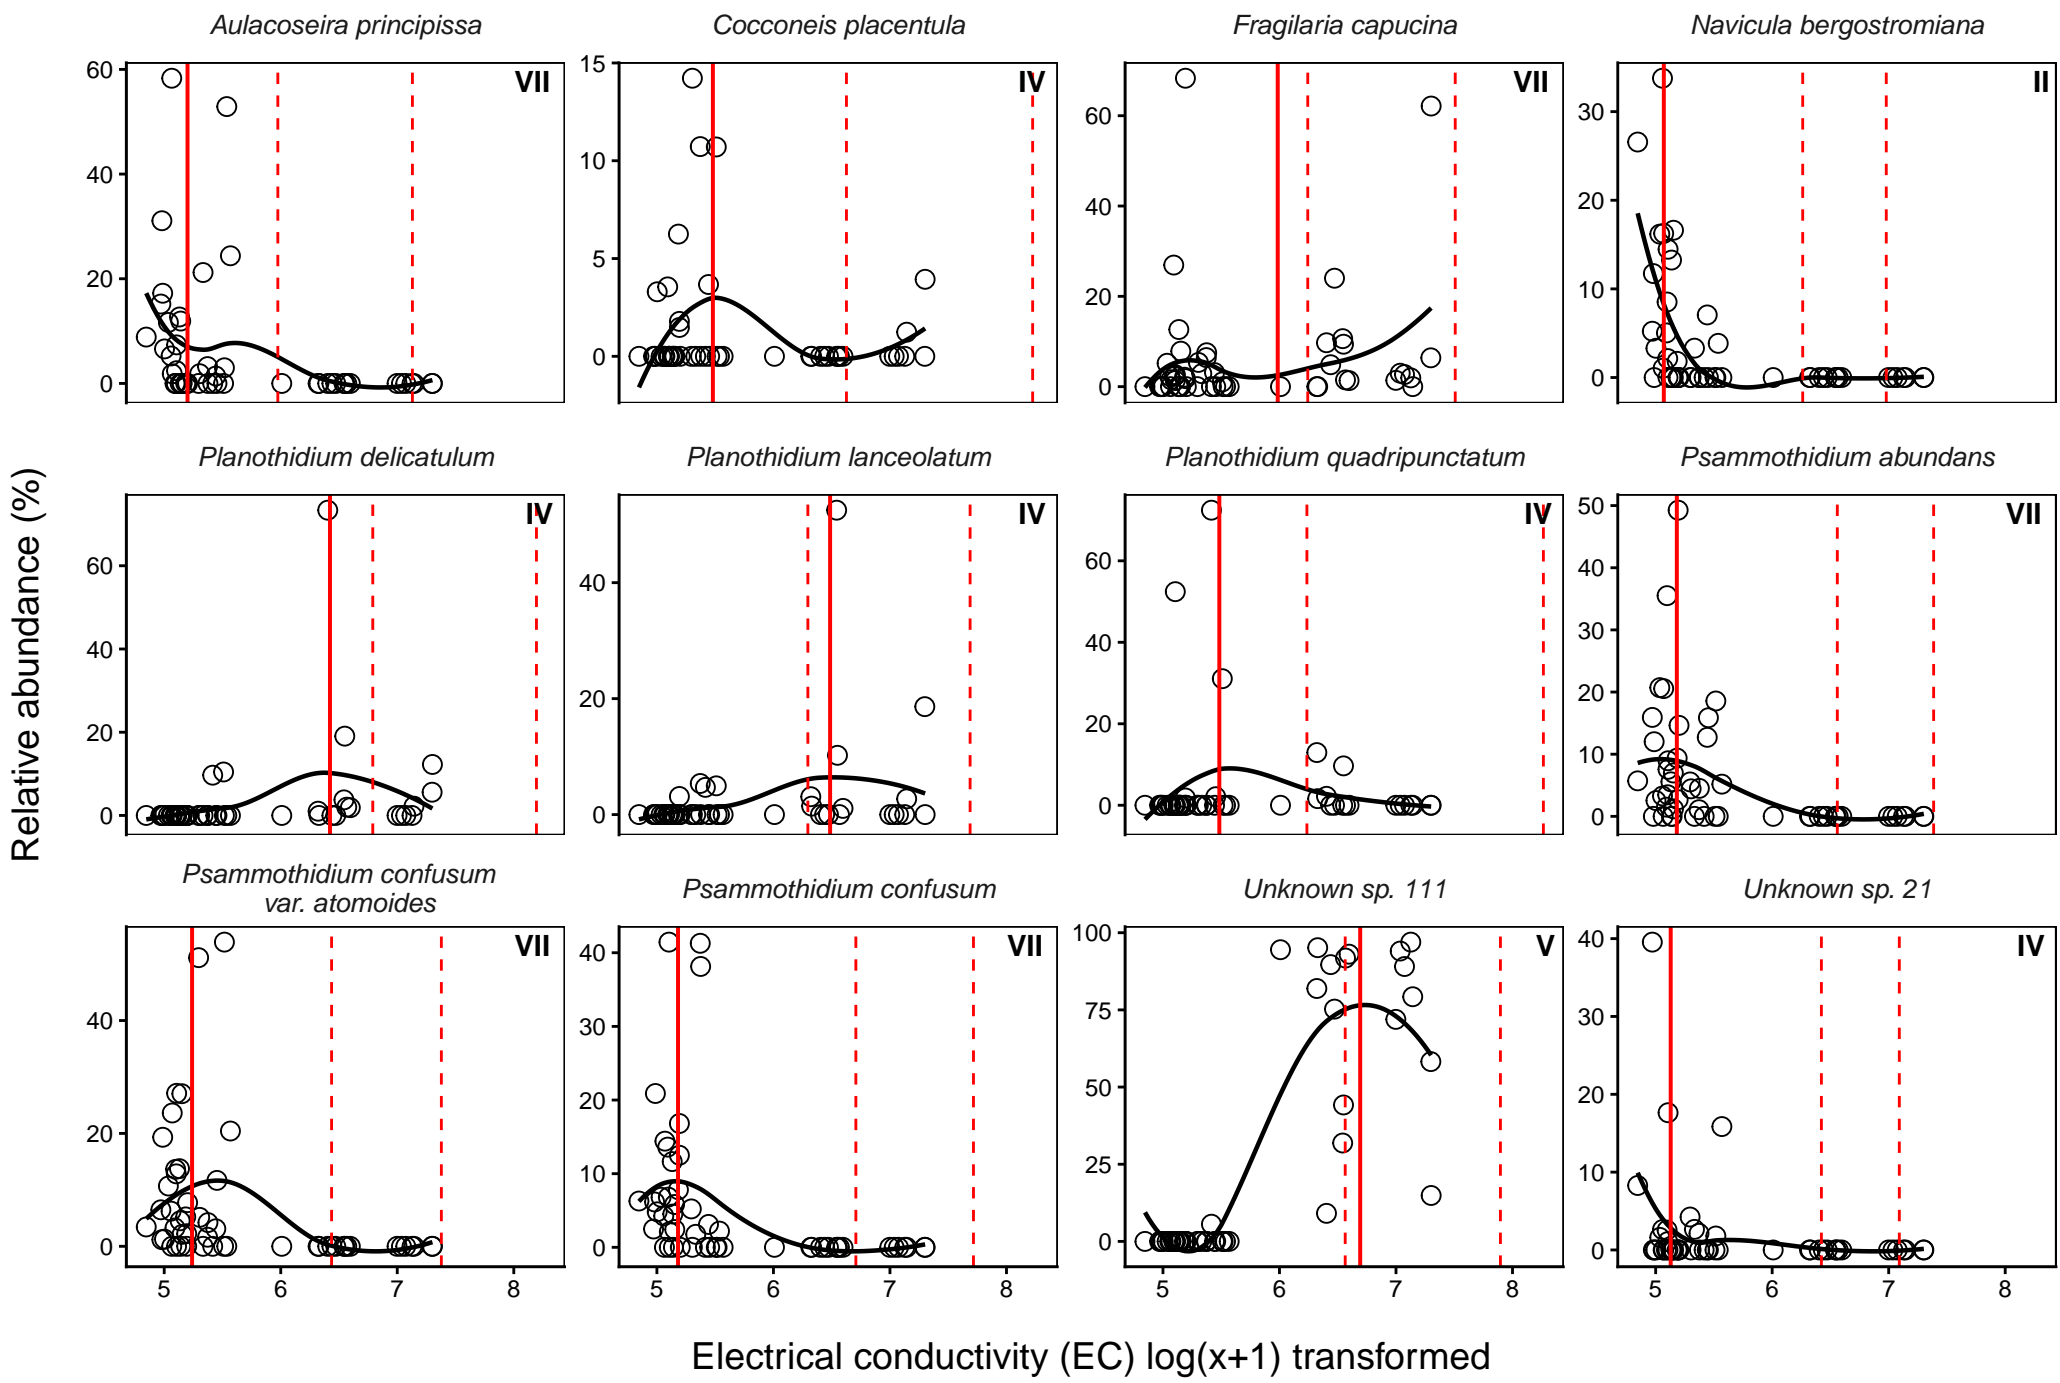 Aulacoseira principissa
Cocconeis placentula
Fragilaria capucina
Navicula bergostromiana
VII
60
40
20
0
IV
15
10
5
0
VII
60
40
20
0
II
30
20
10
0
Planothidium delicatulum
Planothidium lanceolatum
Planothidium quadripunctatum
Psammothidium abundans
IV
60
40
20
0
IV
40
20
0
IV
60
40
20
0
VII
50
40
30
20
10
0
Relative abundance (%)
Psammothidium confusum
var. atomoides
Psammothidium confusum
Unknown sp. 111
Unknown sp. 21
VII
40
20
0
VII
40
30
20
10
0
V
100
75
50
25
0
IV
40
30
20
10
0
5 6 7 8
5 6 7 8
5 6 7 8
5 6 7 8
Electrical conductivity (EC) log(x+1) transformed